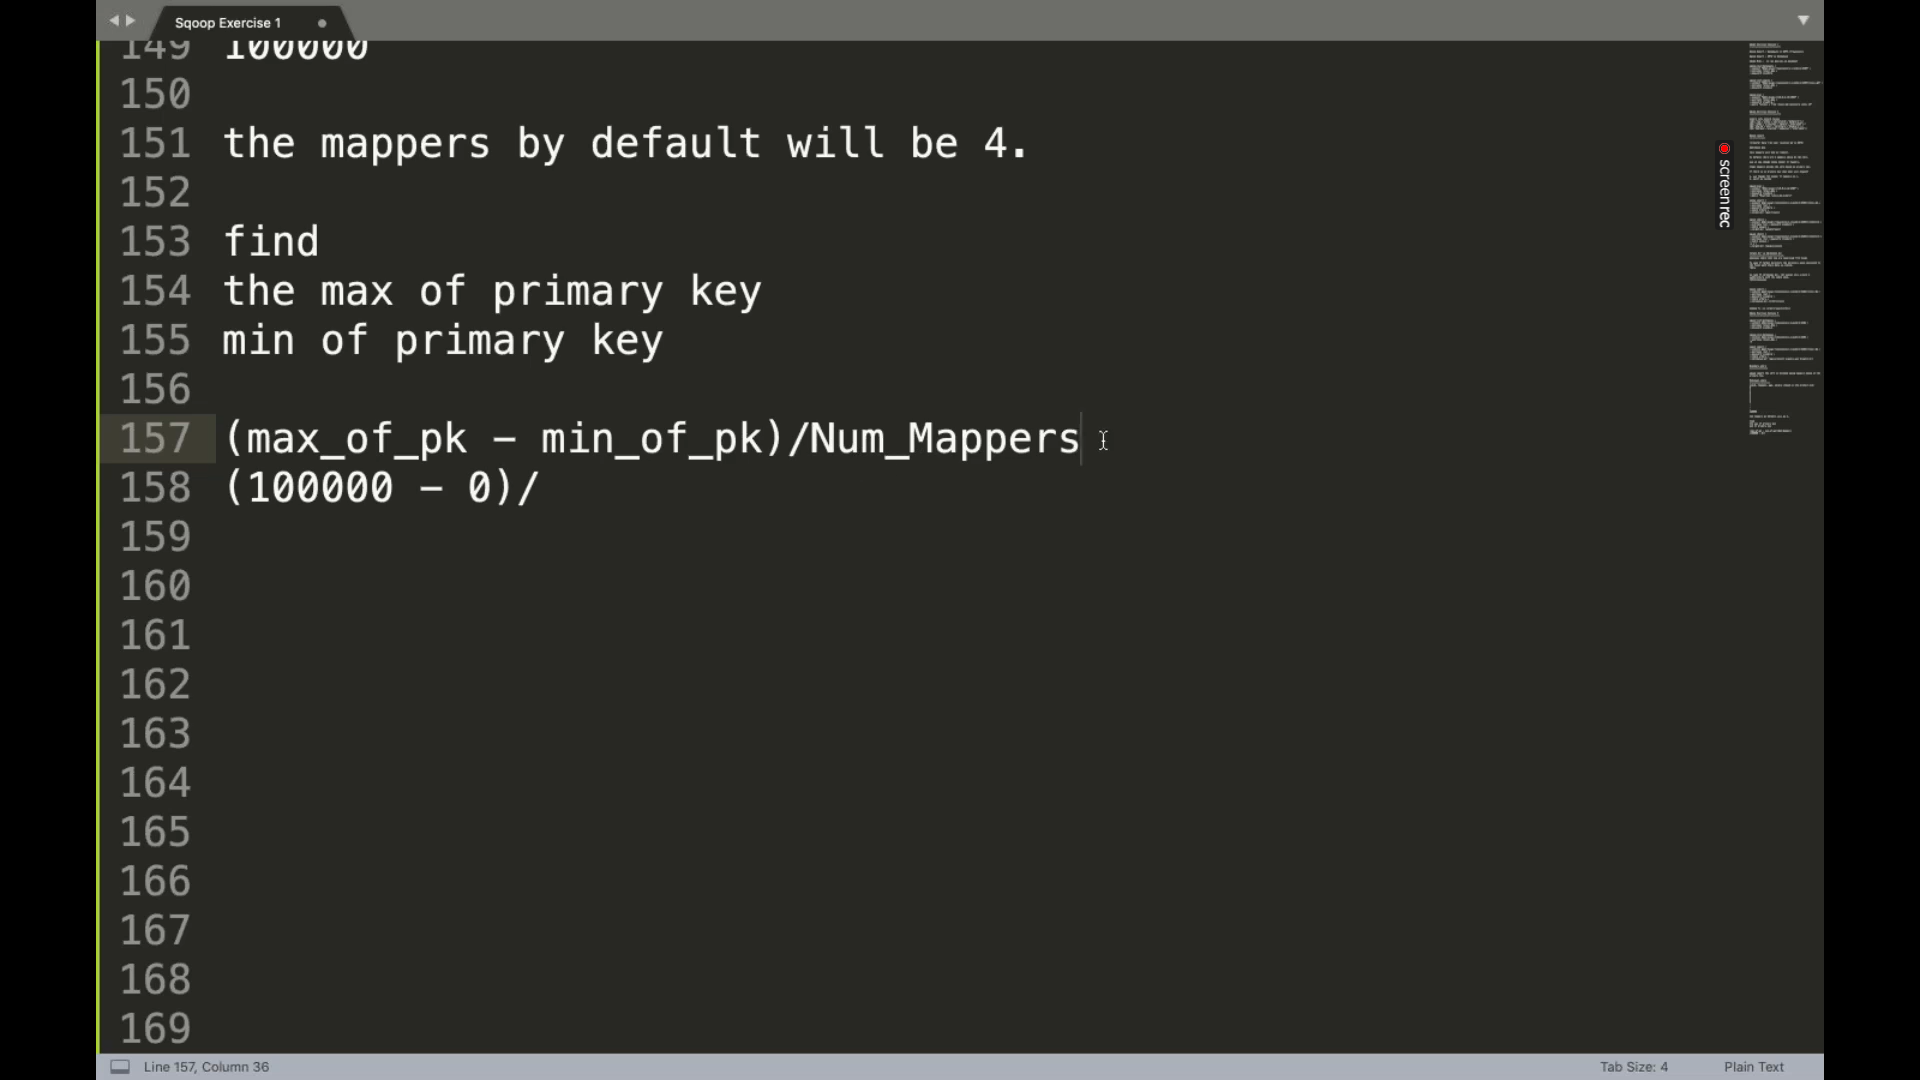 Sqoop Exercise 1
149 100000
150
151 the mappers by default will be 4.
152
153 find
154 the max of primary key
155 min of primary key
156
157 (max_of_pk - min_of_pk)/Num_Mappers
158 (100000 - 0)/
159
160
161
162
163
164
165
166
167
168
169
screenrec
Line 157, Column 36
Tab Size: 4
Plain Text